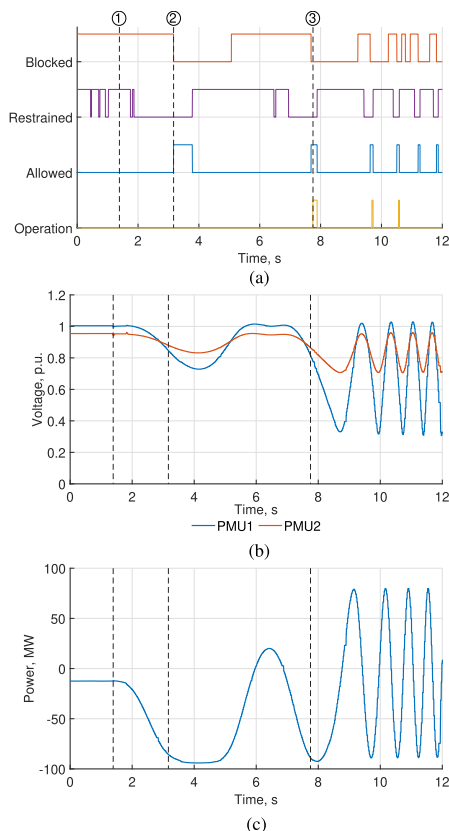 ① ② ③
Blocked
Restrained
Allowed
Operation
0 2 4 6 8 10 12
Time, s
(a)
1.2
1
0.8
0.6
0.4
0.2
0
Voltage, p.u.
0 2 4 6 8 10 12
Time, s
PMU1 PMU2
(b)
100
50
0
-50
-100
Power, MW
0 2 4 6 8 10 12
Time, s
(c)